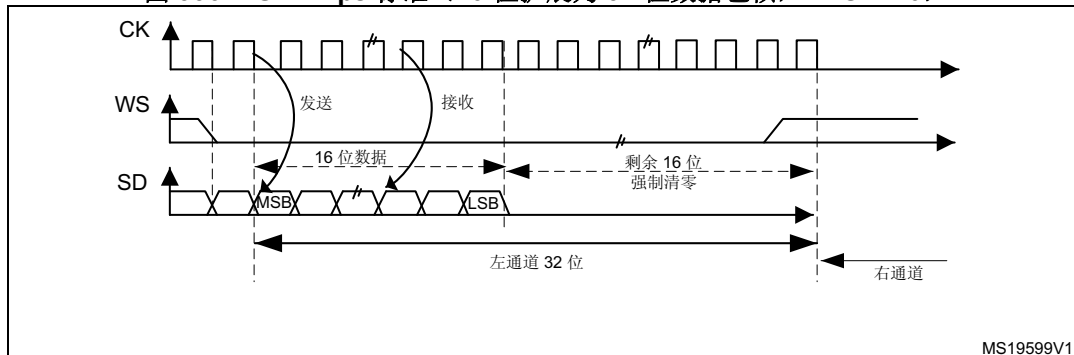 CK
发送
接收
WS
16 位数据
剩余 16 位
强制清零
SD
MSB
LSB
左通道 32 位
右通道
MS19599V1